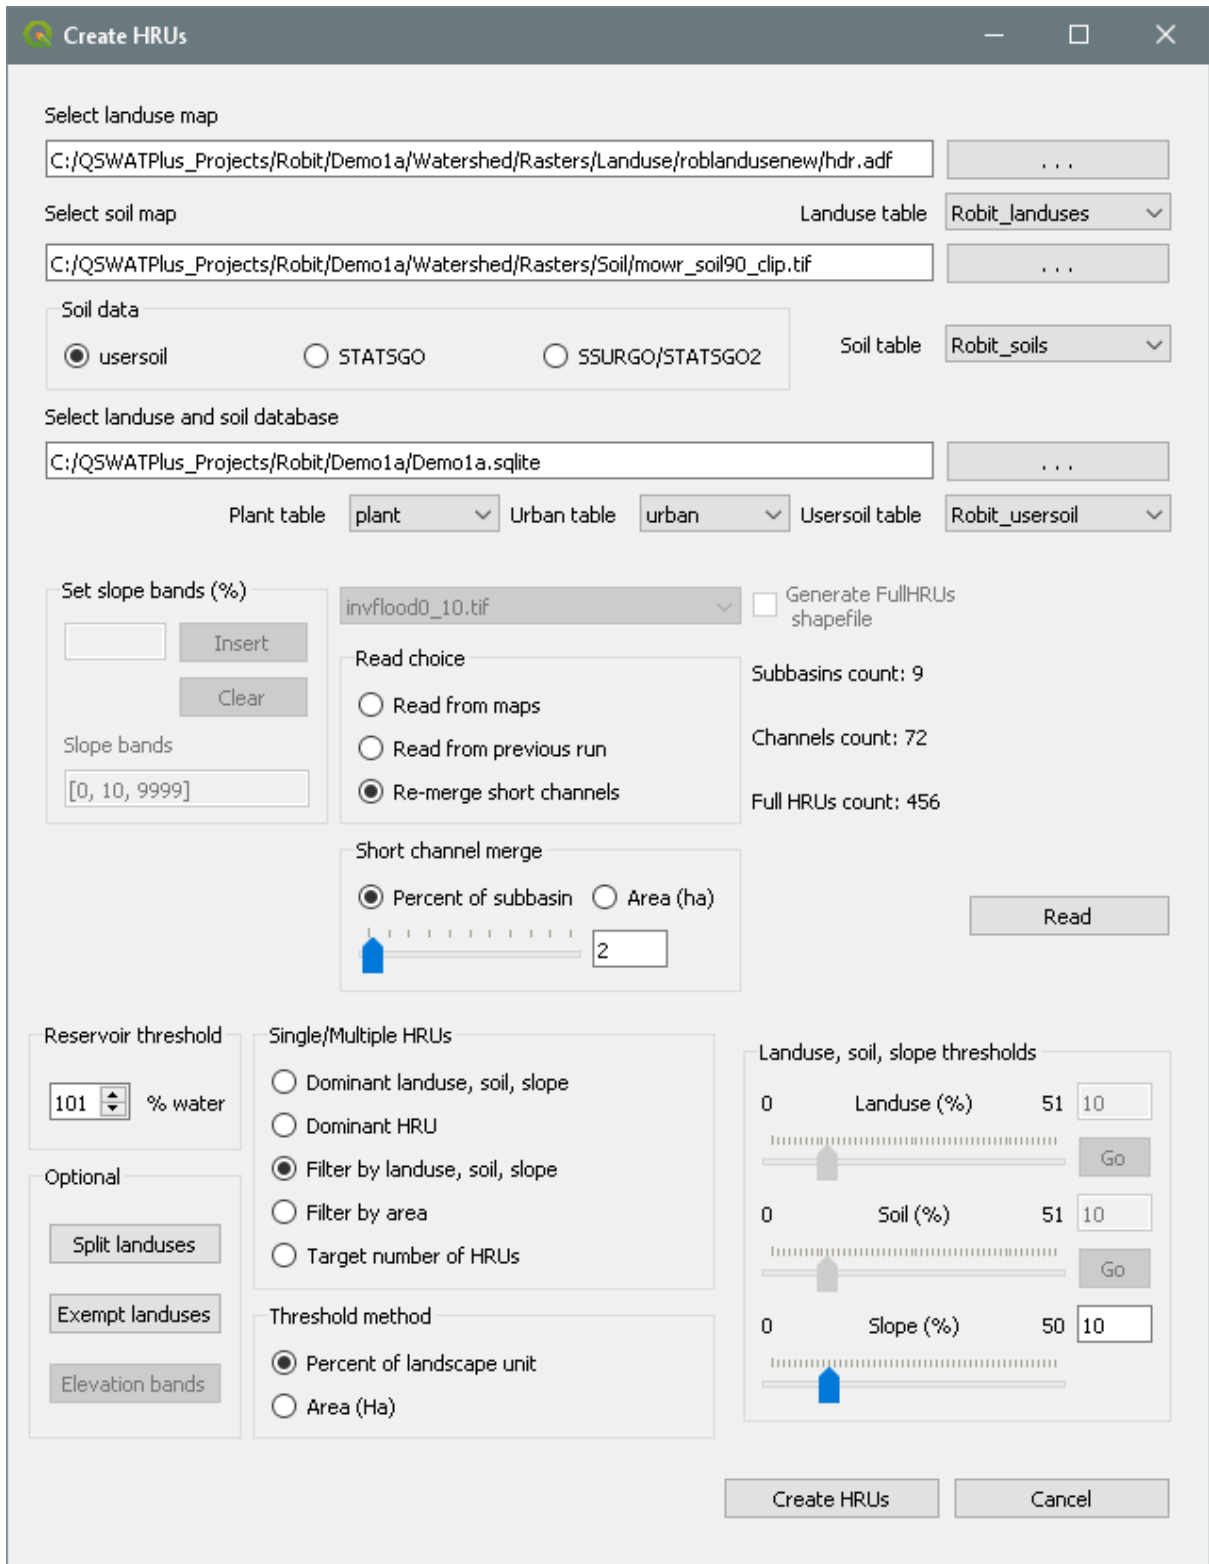 Create HRUs
Select landuse map
C:/QSWATPlus_Projects/Robit/Demo1a/Watershed/Rasters/Landuse/roblandusenew/hdr.adf
. . .
Select soil map
Landuse table
Robit_landuses
C:/QSWATPlus_Projects/Robit/Demo1a/Watershed/Rasters/Soil/mowr_soil90_clip.tif
. . .
Soil data
usersoil
STATSGO
SSURGO/STATSGO2
Soil table
Robit_soils
Select landuse and soil database
C:/QSWATPlus_Projects/Robit/Demo1a/Demo1a.sqlite
. . .
Plant table
plant
Urban table
urban
Usersoil table
Robit_usersoil
Set slope bands (%)
Insert
Clear
Slope bands
[0, 10, 9999]
invflood0_10.tif
Generate FullHRUs
shapefile
Read choice
Read from maps
Read from previous run
Re-merge short channels
Subbasins count: 9
Channels count: 72
Full HRUs count: 456
Short channel merge
Percent of subbasin
Area (ha)
2
Read
Reservoir threshold
101
% water
Optional
Split landuses
Exempt landuses
Elevation bands
Single/Multiple HRUs
Dominant landuse, soil, slope
Dominant HRU
Filter by landuse, soil, slope
Filter by area
Target number of HRUs
Threshold method
Percent of landscape unit
Area (Ha)
Landuse, soil, slope thresholds
0 Landuse (%) 51 10
Go
0 Soil (%) 51 10
Go
0 Slope (%) 50 10
Create HRUs
Cancel